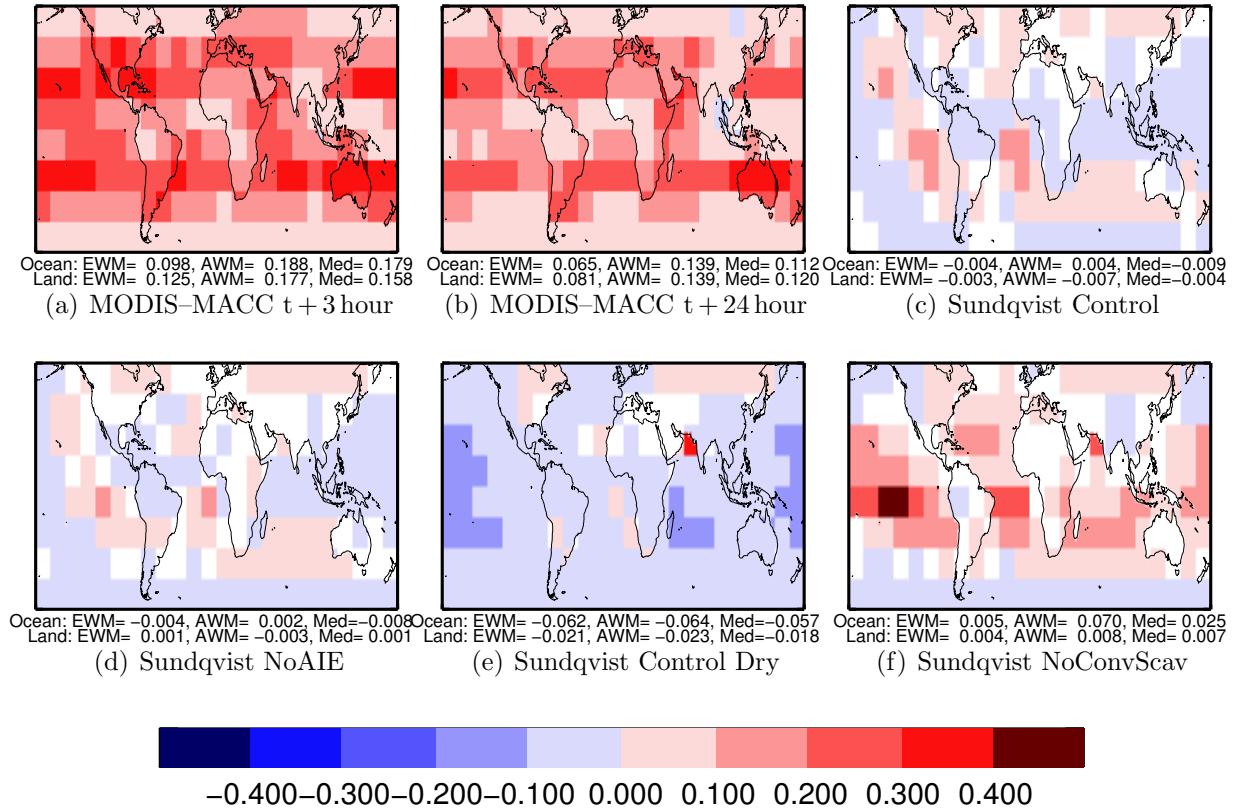 Ocean: EWM= 0.098, AWM= 0.188, Med= 0.179
Land: EWM= 0.125, AWM= 0.177, Med= 0.158
(a) MODIS–MACC t + 3 hour
Ocean: EWM= 0.065, AWM= 0.139, Med= 0.112
Land: EWM= 0.081, AWM= 0.139, Med= 0.120
(b) MODIS–MACC t + 24 hour
Ocean: EWM= −0.004, AWM= 0.004, Med=−0.009
Land: EWM= −0.003, AWM= −0.007, Med= −0.004
(c) Sundqvist Control
Ocean: EWM= −0.004, AWM= 0.002, Med=−0.008
Land: EWM= 0.001, AWM= −0.003, Med= 0.001
(d) Sundqvist NoAIE
Ocean: EWM= −0.062, AWM= −0.064, Med=−0.057
Land: EWM= −0.021, AWM= −0.023, Med= −0.018
(e) Sundqvist Control Dry
Ocean: EWM= 0.005, AWM= 0.070, Med= 0.025
Land: EWM= 0.004, AWM= 0.008, Med= 0.007
(f) Sundqvist NoConvScav
−0.400 −0.300 −0.200 −0.100 0.000 0.100 0.200 0.300 0.400